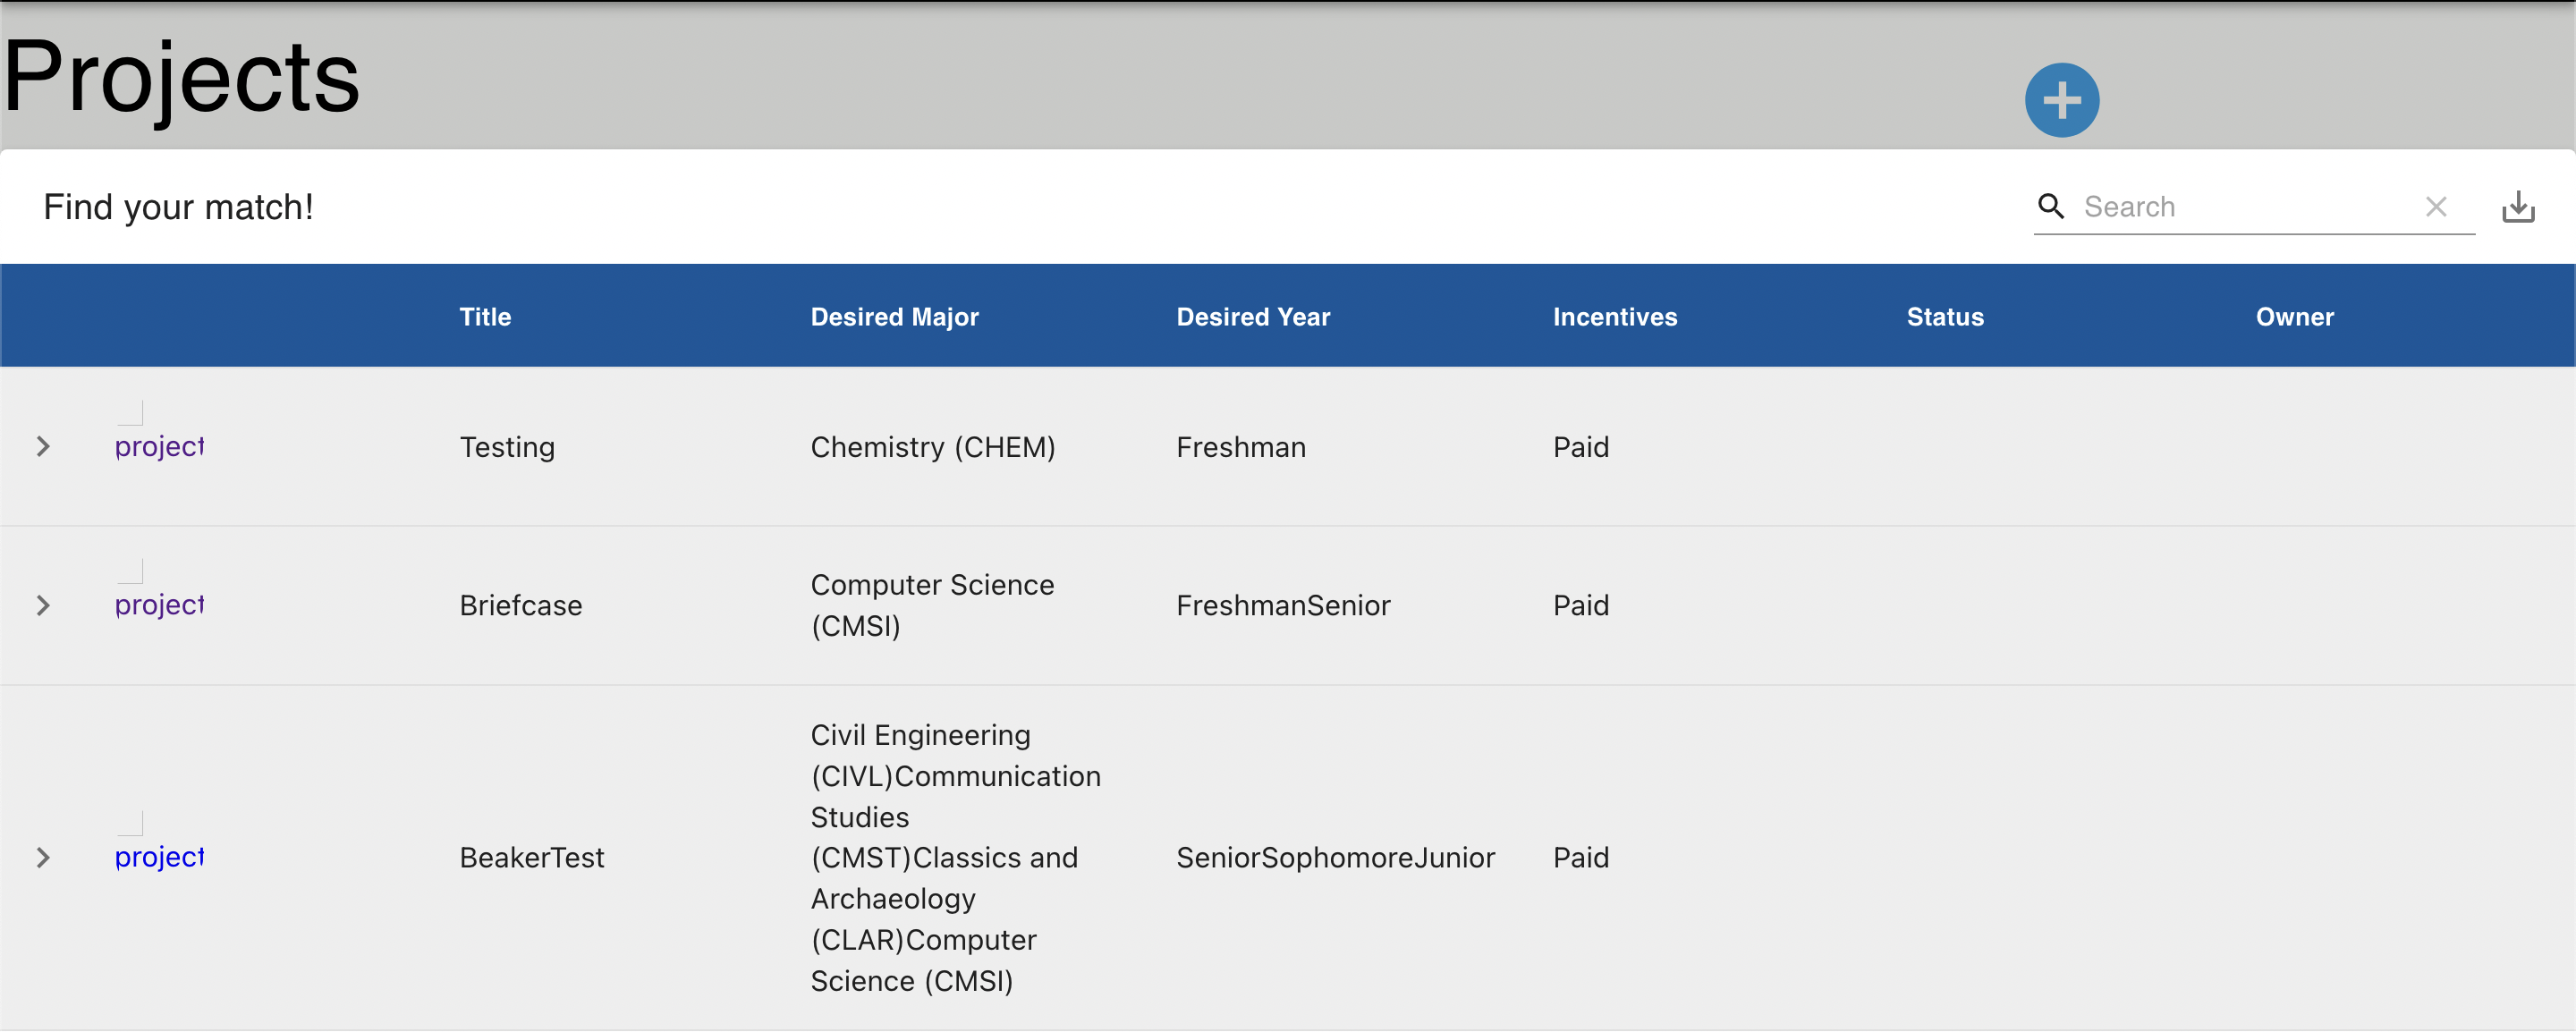 Projects
Find your match!
Search
Title Desired Major Desired Year Incentives Status Owner
project Testing Chemistry (CHEM) Freshman Paid
project Briefcase Computer Science
(CMSI) FreshmanSenior Paid
project BeakerTest Civil Engineering
(CIVL)Communication
Studies
(CMST)Classics and
Archaeology
(CLAR)Computer
Science (CMSI) SeniorSophomoreJunior Paid